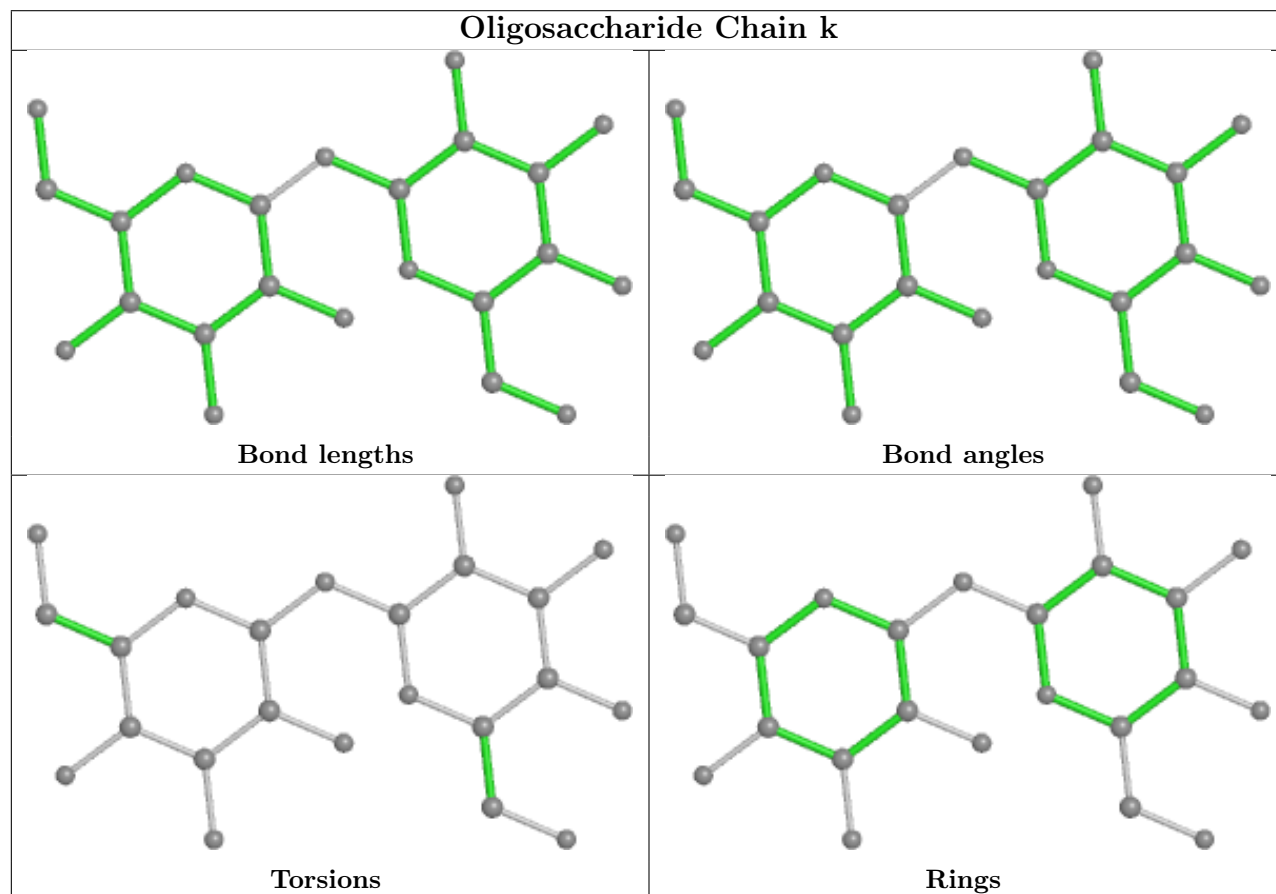 Oligosaccharide Chain k
Bond lengths
Bond angles
Torsions
Rings